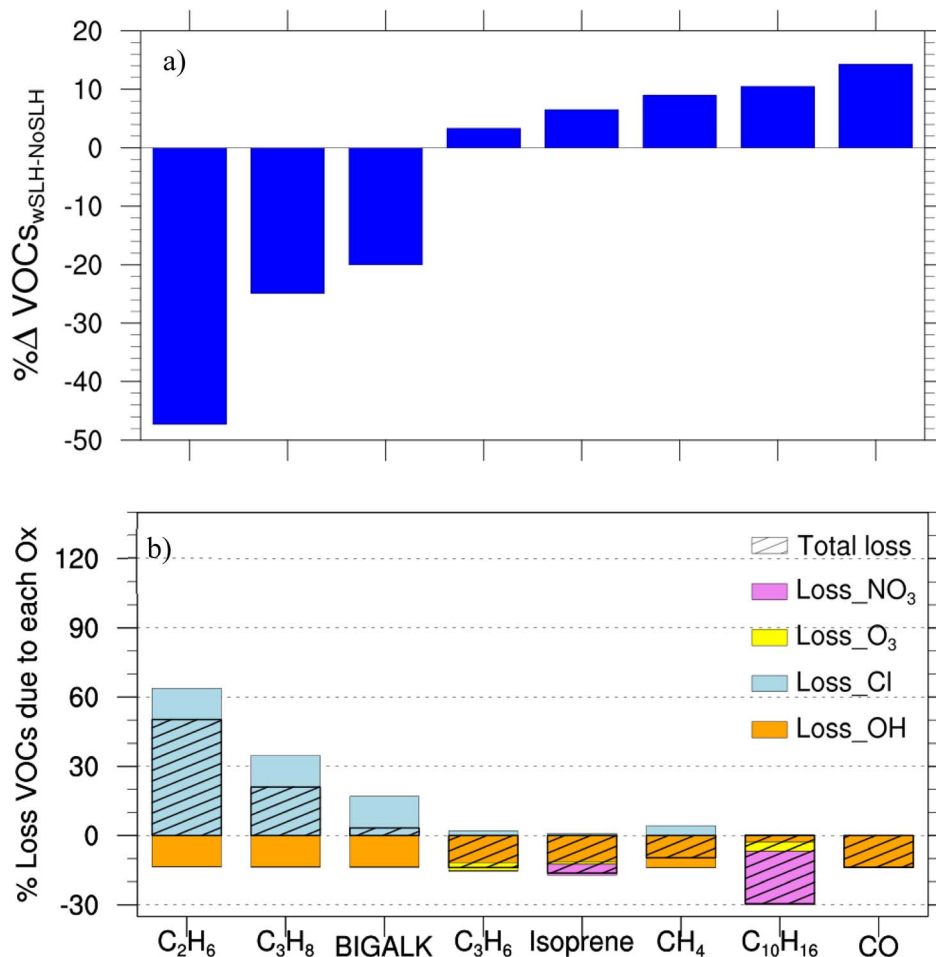 a)
%Δ VOCs_wSLH-NoSLH
20
10
0
-10
-20
-30
-40
-50
b)
% Loss VOCs due to each Ox
120
90
60
30
0
-30
Total loss
Loss_NO₃
Loss_O₃
Loss_Cl
Loss_OH
C₂H₆ C₃H₈ BIGALK C₃H₆ Isoprene CH₄ C₁₀H₁₆ CO